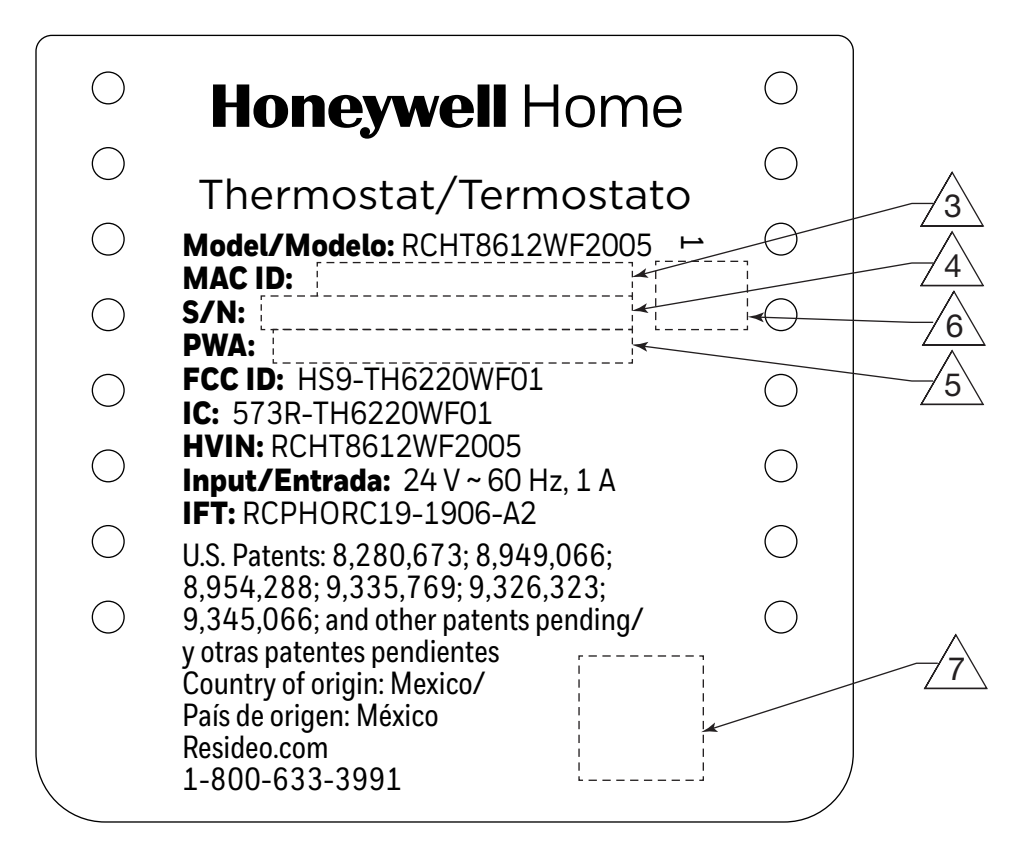 Honeywell Home
Thermostat/Termostato
Model/Modelo: RCHT8612WF2005
1
MAC ID:
3
S/N:
4
PWA:
6
FCC ID: HS9-TH6220WF01
5
IC: 573R-TH6220WF01
HVIN: RCHT8612WF2005
Input/Entrada: 24 V ~ 60 Hz, 1 A
IFT: RCPHORC19-1906-A2
U.S. Patents: 8,280,673; 8,949,066;
8,954,288; 9,335,769; 9,326,323;
9,345,066; and other patents pending/
y otras patentes pendientes
Country of origin: Mexico/
7
País de origen: México
Resideo.com
1-800-633-3991